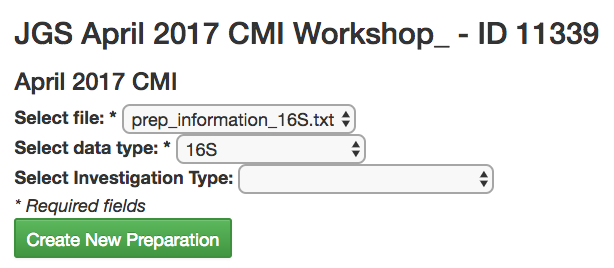 JGS April 2017 CMI Workshop_ - ID 11339
April 2017 CMI
Select file: * prep_information_16S.txt
Select data type: * 16S
Select Investigation Type:
* Required fields
Create New Preparation